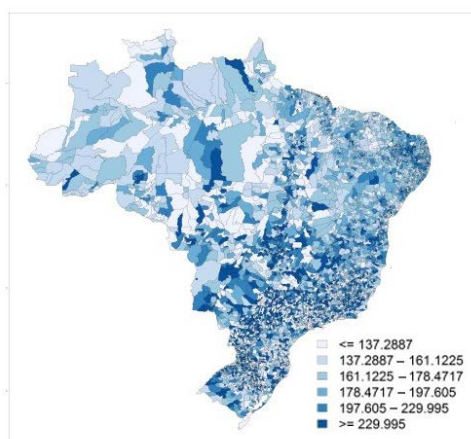 <= 137.2887
137.2887 – 161.1225
161.1225 – 178.4717
178.4717 – 197.605
197.605 – 229.995
>= 229.995